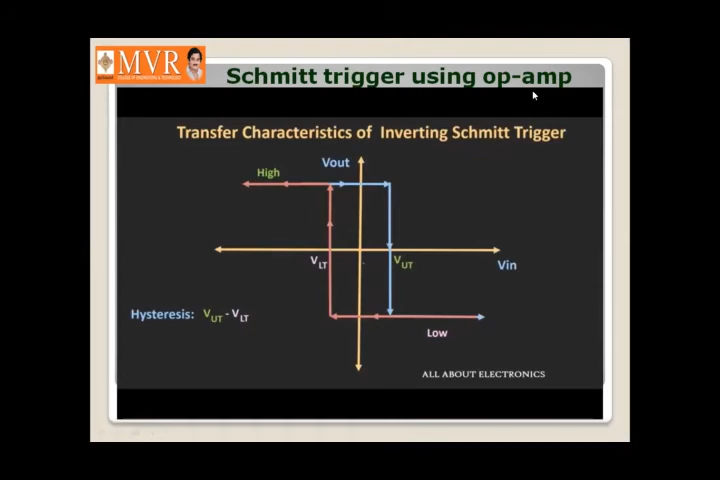 MVR
COLLEGE OF ENGINEERING & TECHNOLOGY
Schmitt trigger using op-amp
Transfer Characteristics of Inverting Schmitt Trigger
Vout
High
VLT
VUT
Vin
Hysteresis: VUT - VLT
Low
ALL ABOUT ELECTRONICS